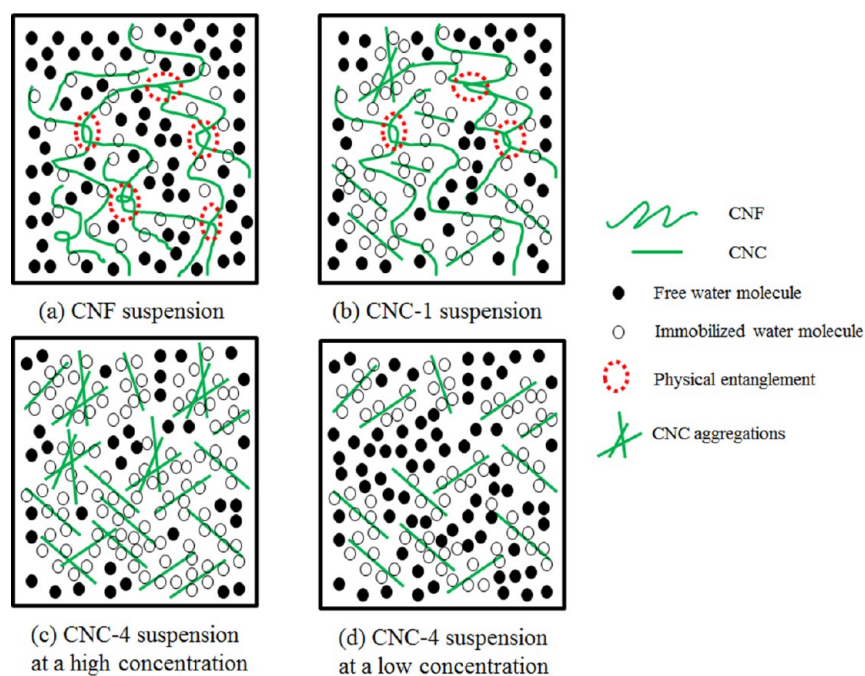 (a) CNF suspension
(b) CNC-1 suspension
CNF
CNC
Free water molecule
Immobilized water molecule
Physical entanglement
CNC aggregations
(c) CNC-4 suspension
at a high concentration
(d) CNC-4 suspension
at a low concentration